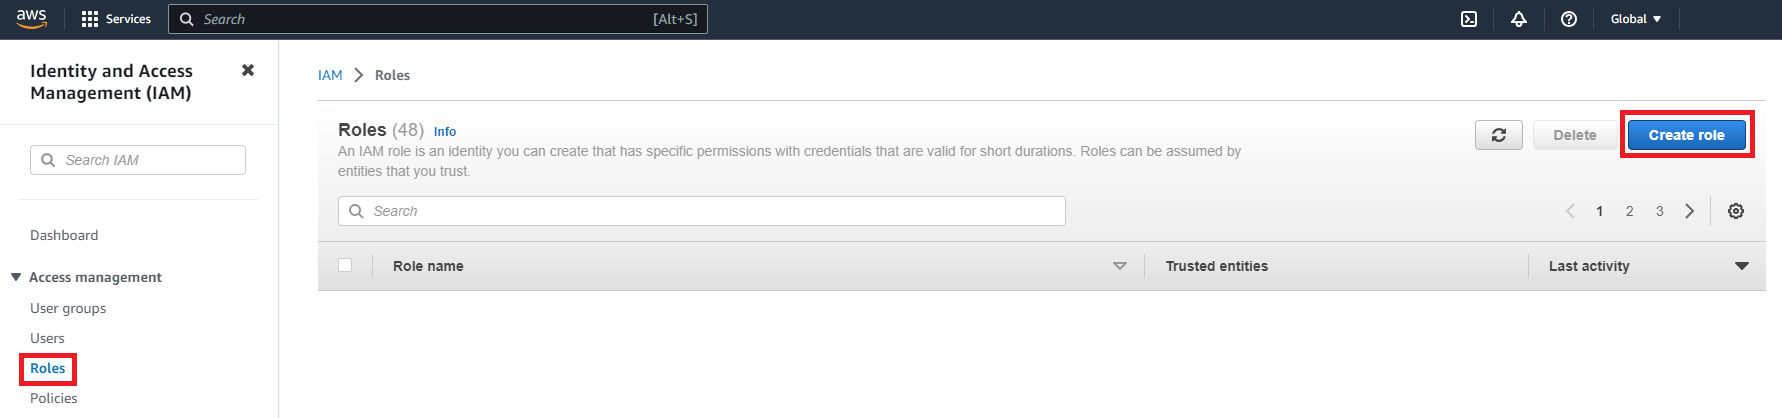 aws
Services
Search
[Alt+S]
Global
Identity and Access
Management (IAM)
Search IAM
Dashboard
Access management
User groups
Users
Roles
Policies
IAM
Roles
Roles (48) Info
An IAM role is an identity you can create that has specific permissions with credentials that are valid for short durations. Roles can be assumed by
entities that you trust.
Delete
Create role
Search
1 2 3
Role name
Trusted entities
Last activity